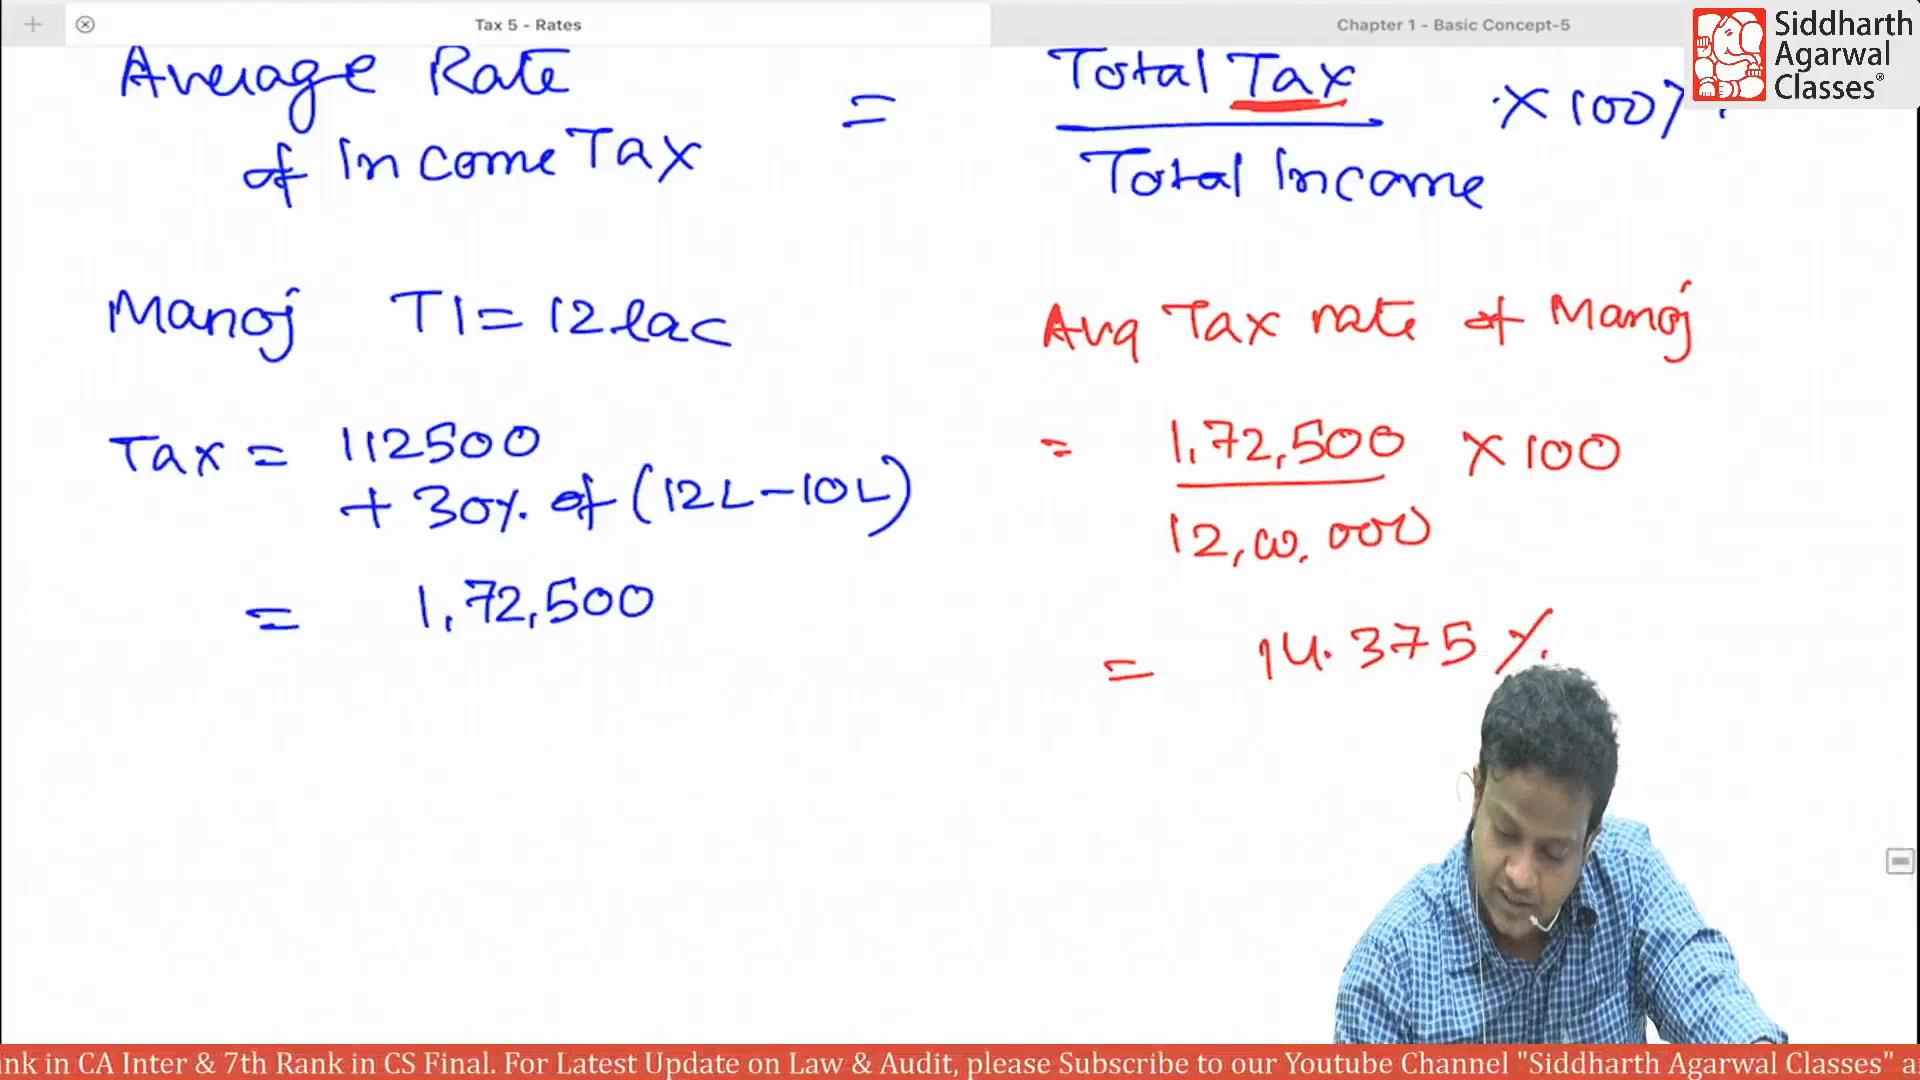 Tax 5 - Rates
Chapter 1 - Basic Concept-5
Siddharth
Agarwal
Classes®
Average Rate of Income Tax = Total Tax / Total Income × 100%
Manoj TI = 12 lac
Avg Tax rate of Manoj
Tax = 112500
+ 30% of (12L - 10L)
= 1,72,500
= 1,72,500 × 100
12,00,000
= 14.375%
nk in CA Inter & 7th Rank in CS Final. For Latest Update on Law & Audit, please Subscribe to our Youtube Channel "Siddharth Agarwal Classes" a